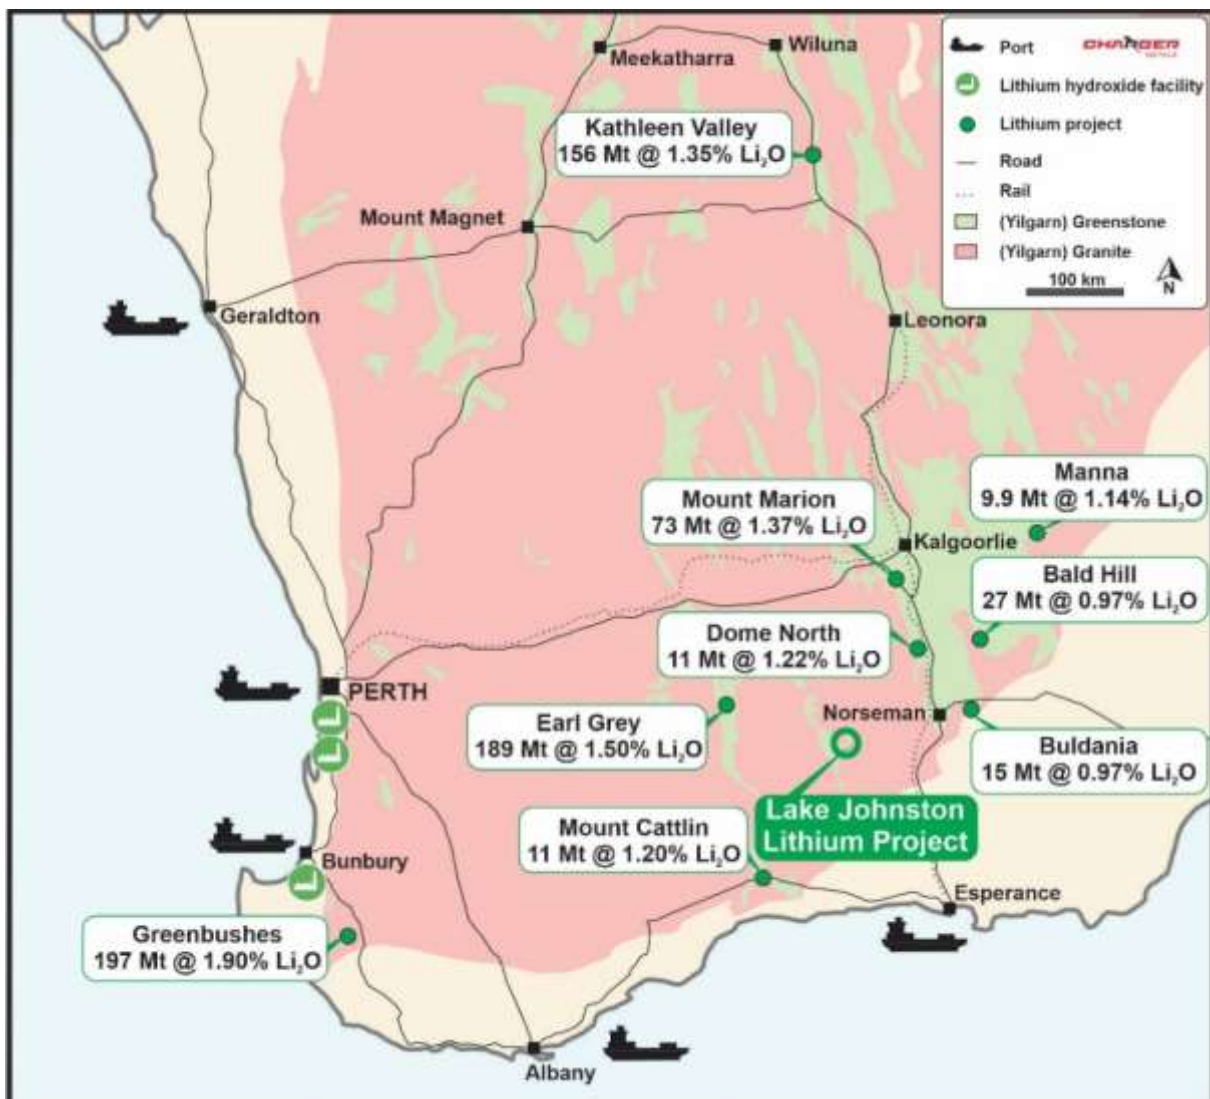 Meekatharra
Wiluna
Port
CHARGER
METALS
Lithium hydroxide facility
Lithium project
Road
Rail
(Yilgarn) Greenstone
(Yilgarn) Granite
100 km
N
Kathleen Valley
156 Mt @ 1.35% Li₂O
Mount Magnet
Geraldton
Leonora
Manna
9.9 Mt @ 1.14% Li₂O
Mount Marion
73 Mt @ 1.37% Li₂O
Kalgoorlie
Bald Hill
27 Mt @ 0.97% Li₂O
Dome North
11 Mt @ 1.22% Li₂O
PERTH
L
L
Earl Grey
189 Mt @ 1.50% Li₂O
Norseman
Buldania
15 Mt @ 0.97% Li₂O
Lake Johnston
Lithium Project
Mount Cattlin
11 Mt @ 1.20% Li₂O
Bunbury
L
Esperance
Greenbushes
197 Mt @ 1.90% Li₂O
Albany